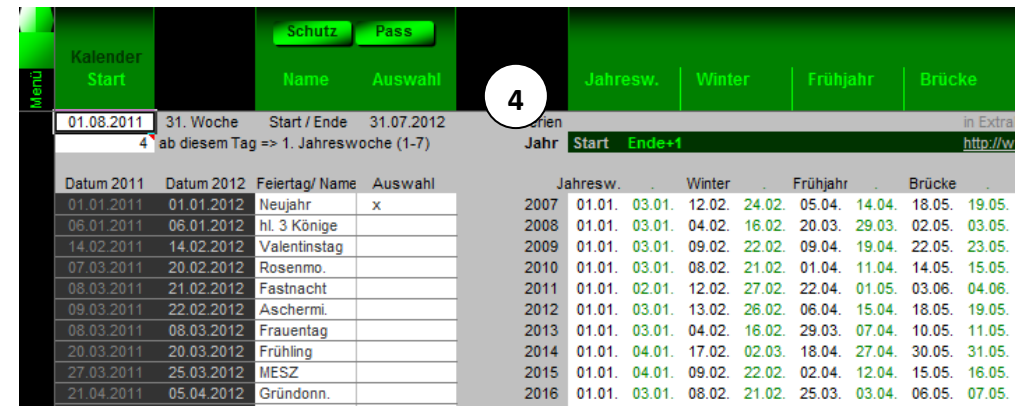 Schutz Pass
Kalender
Menü Start Name Auswahl Jahresw. Winter Frühjahr Brücke
4
01.08.2011 31. Woche Start / Ende 31.07.2012 in Extra
4 ab diesem Tag => 1. Jahreswoche (1-7) Jahr Start Ende+1 http://w
Datum 2011 Datum 2012 Feiertag/ Name Auswahl Jahresw. . Winter . Frühjahr . Brücke .
01.01.2011 01.01.2012 Neujahr x 2007 01.01. 03.01. 12.02. 24.02. 05.04. 14.04. 18.05. 19.05.
06.01.2011 06.01.2012 hl. 3 Könige 2008 01.01. 03.01. 04.02. 16.02. 20.03. 29.03. 02.05. 03.05.
14.02.2011 14.02.2012 Valentinstag 2009 01.01. 03.01. 09.02. 22.02. 09.04. 19.04. 22.05. 23.05.
07.03.2011 20.02.2012 Rosenmo. 2010 01.01. 03.01. 08.02. 21.02. 01.04. 11.04. 14.05. 15.05.
08.03.2011 21.02.2012 Fastnacht 2011 01.01. 02.01. 12.02. 27.02. 22.04. 01.05. 03.06. 04.06.
09.03.2011 22.02.2012 Aschermi. 2012 01.01. 03.01. 13.02. 26.02. 06.04. 15.04. 18.05. 19.05.
08.03.2011 08.03.2012 Frauentag 2013 01.01. 03.01. 04.02. 16.02. 29.03. 07.04. 10.05. 11.05.
20.03.2011 20.03.2012 Frühling 2014 01.01. 04.01. 17.02. 02.03. 18.04. 27.04. 30.05. 31.05.
27.03.2011 25.03.2012 MESZ 2015 01.01. 04.01. 09.02. 22.02. 02.04. 12.04. 15.05. 16.05.
21.04.2011 05.04.2012 Gründonn. 2016 01.01. 03.01. 08.02. 21.02. 25.03. 03.04. 06.05. 07.05.